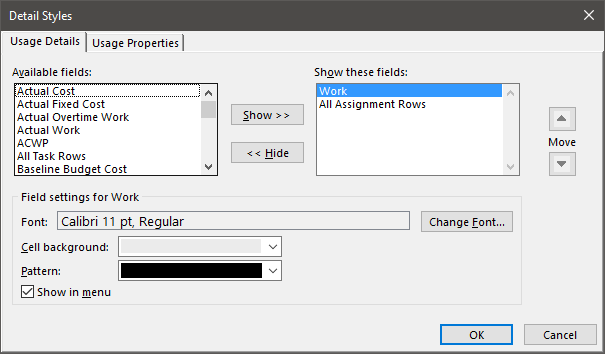 Detail Styles
Usage Details
Usage Properties
Available fields:
Show these fields:
Actual Cost
Actual Fixed Cost
Actual Overtime Work
Actual Work
ACWP
All Task Rows
Baseline Budget Cost
Show >>
<< Hide
Work
All Assignment Rows
Move
Field settings for Work
Font:
Calibri 11 pt, Regular
Change Font...
Cell background:
Pattern:
Show in menu
OK
Cancel